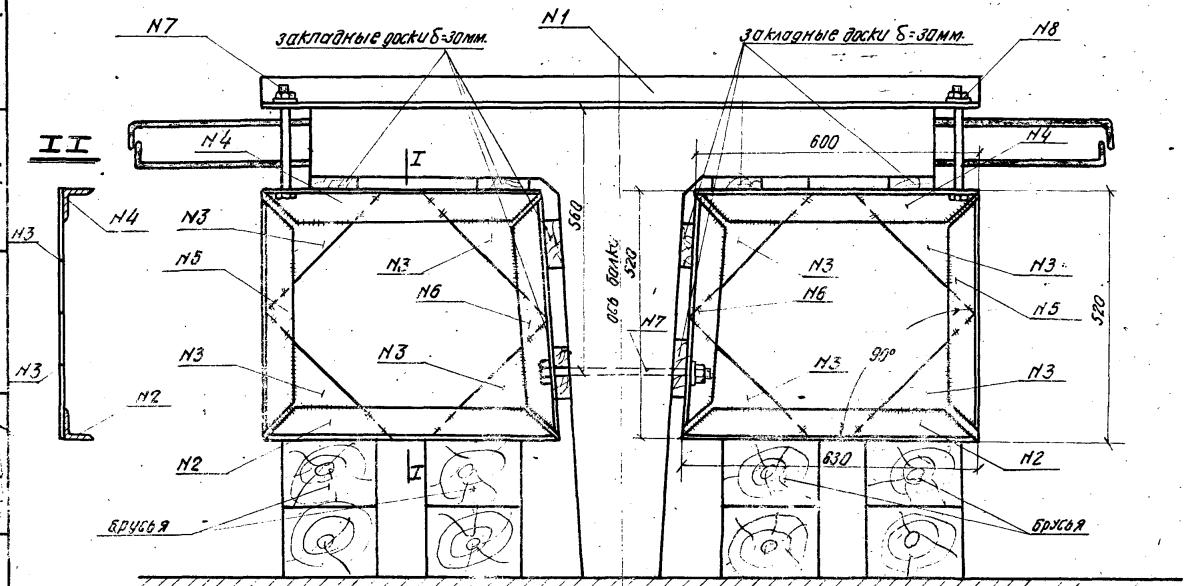 N7
закладные доски δ=30мм.
N1
закладные доски δ=30мм.
N8
II
N4
I
600
N4
N4
N3
N3
N5
N3
N6
560
ось балки
520
N7
N3
N6
N3
N5
520
N3
N3
N2
N3
N3
N3
90°
N3
N2
I
630
N2
брусья
брусья